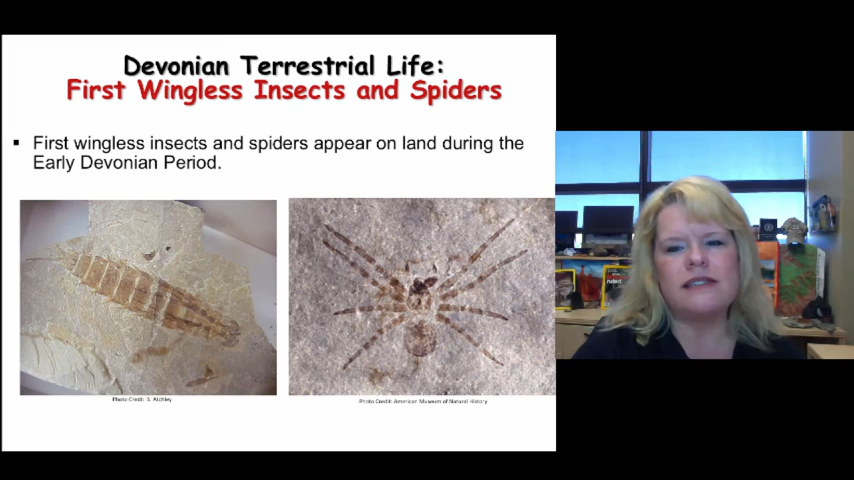 Devonian Terrestrial Life:
First Wingless Insects and Spiders
▪ First wingless insects and spiders appear on land during the
Early Devonian Period.
Photo Credit: S. Atchley
Photo Credit: American Museum of Natural History